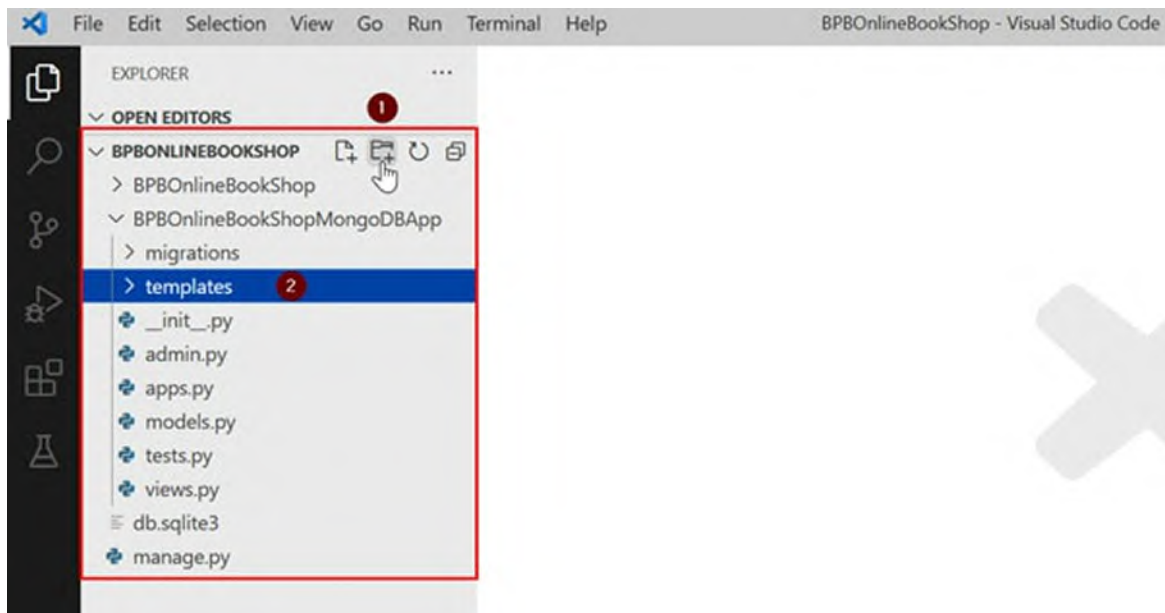 File Edit Selection View Go Run Terminal Help BPBOnlineBookShop - Visual Studio Code
EXPLORER ...
1
OPEN EDITORS
BPBONLINEBOOKSHOP
BPBOnlineBookShop
BPBOnlineBookShopMongoDBApp
migrations
templates 2
__init__.py
admin.py
apps.py
models.py
tests.py
views.py
db.sqlite3
manage.py